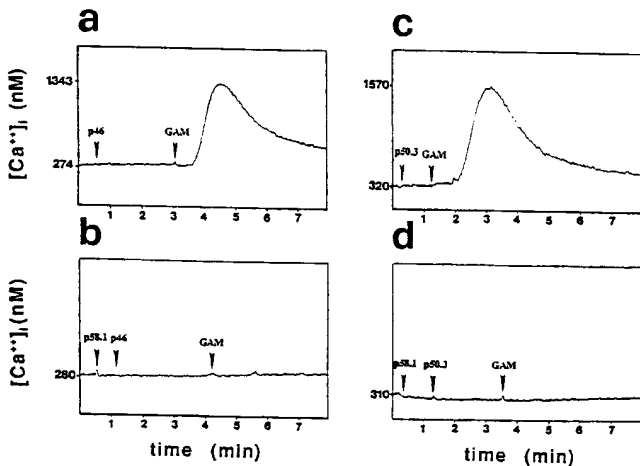 a
[Ca⁺⁺]ᵢ (nM)
1343
274
p46
GAM
1 2 3 4 5 6 7
c
1570
320
p50.3 GAM
1 2 3 4 5 6 7
b
[Ca⁺⁺]ᵢ(nM)
280
p58.1 p46
GAM
1 2 3 4 5 6 7
time (min)
d
310
p58.1 p50.3
GAM
1 2 3 4 5 6 7
time (min)